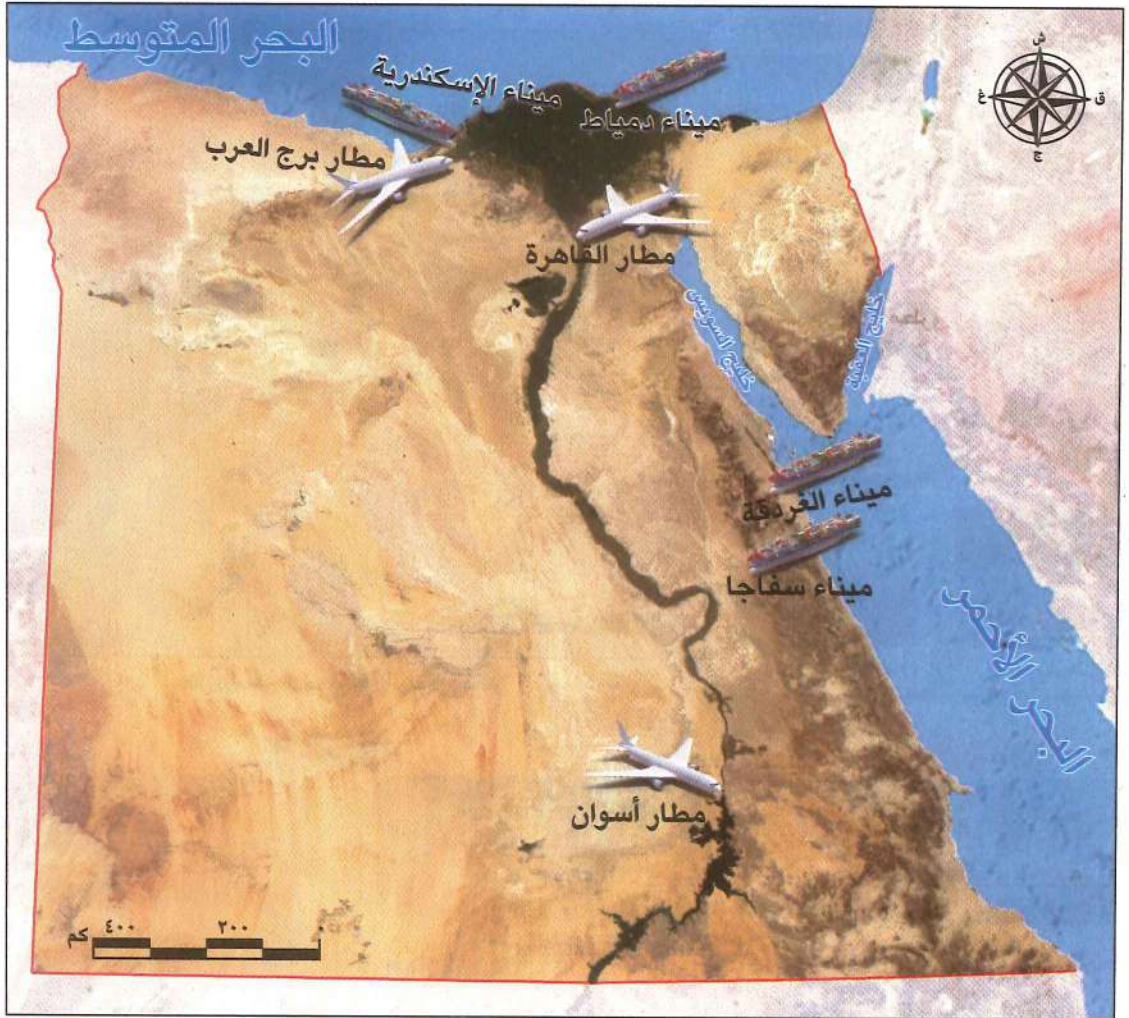 البحر المتوسط
ش
ق
غ
ج
ميناء الإسكندرية
ميناء دمياط
مطار برج العرب
مطار القاهرة
خليج السويس
خليج العقبة
ميناء الغردقة
ميناء سفاجا
البحر الأحمر
مطار أسوان
٤٠٠ ٢٠٠ ٠
كم